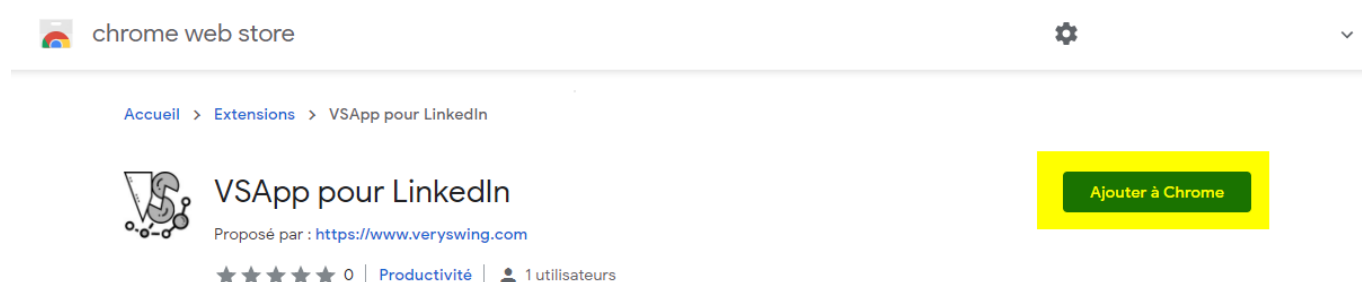 chrome web store
Accueil > Extensions > VSApp pour LinkedIn
VS
VSApp pour LinkedIn
Ajouter à Chrome
Proposé par : https://www.veryswing.com
0 | Productivité | 1 utilisateurs